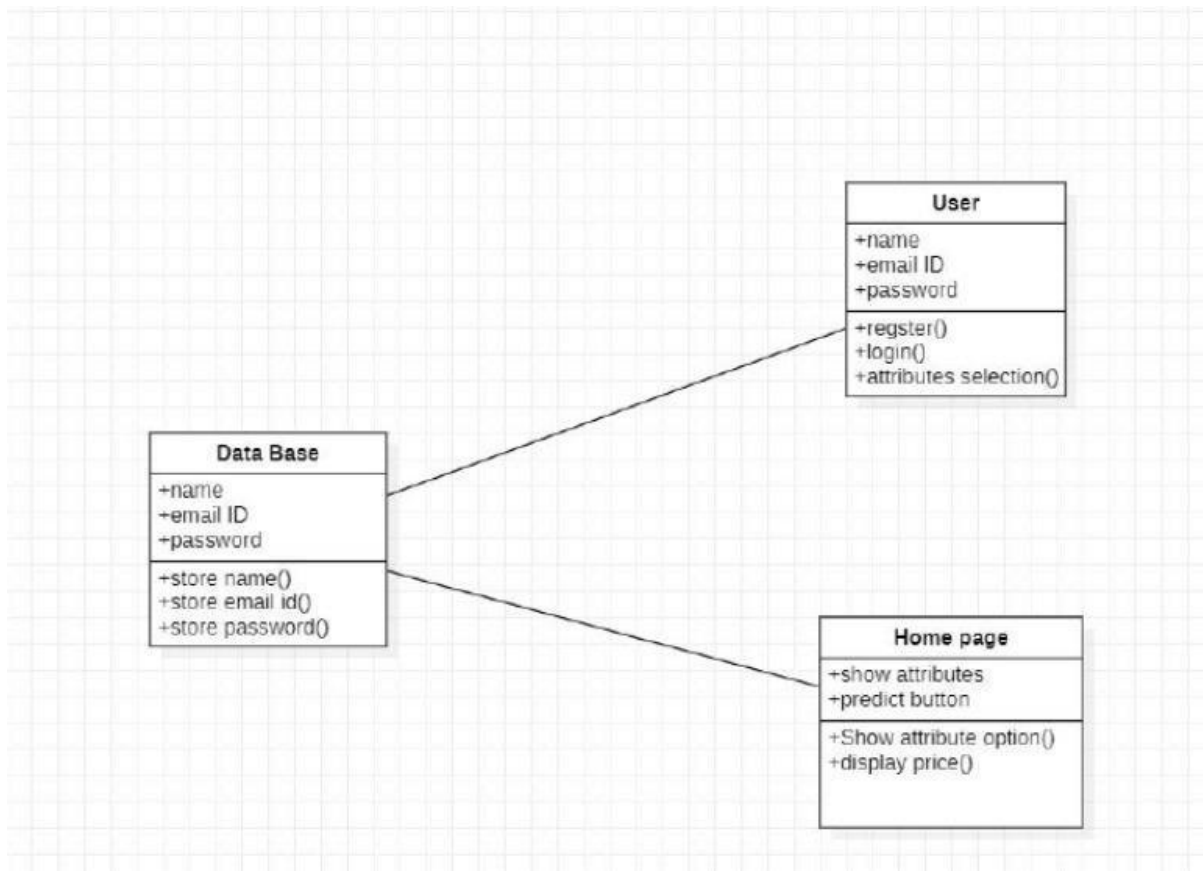 User
+name
+email ID
+password
+regster()
+login()
+attributes selection()
Data Base
+name
+email ID
+password
+store name()
+store email id()
+store password()
Home page
+show attributes
+predict button
+Show attribute option()
+display price()